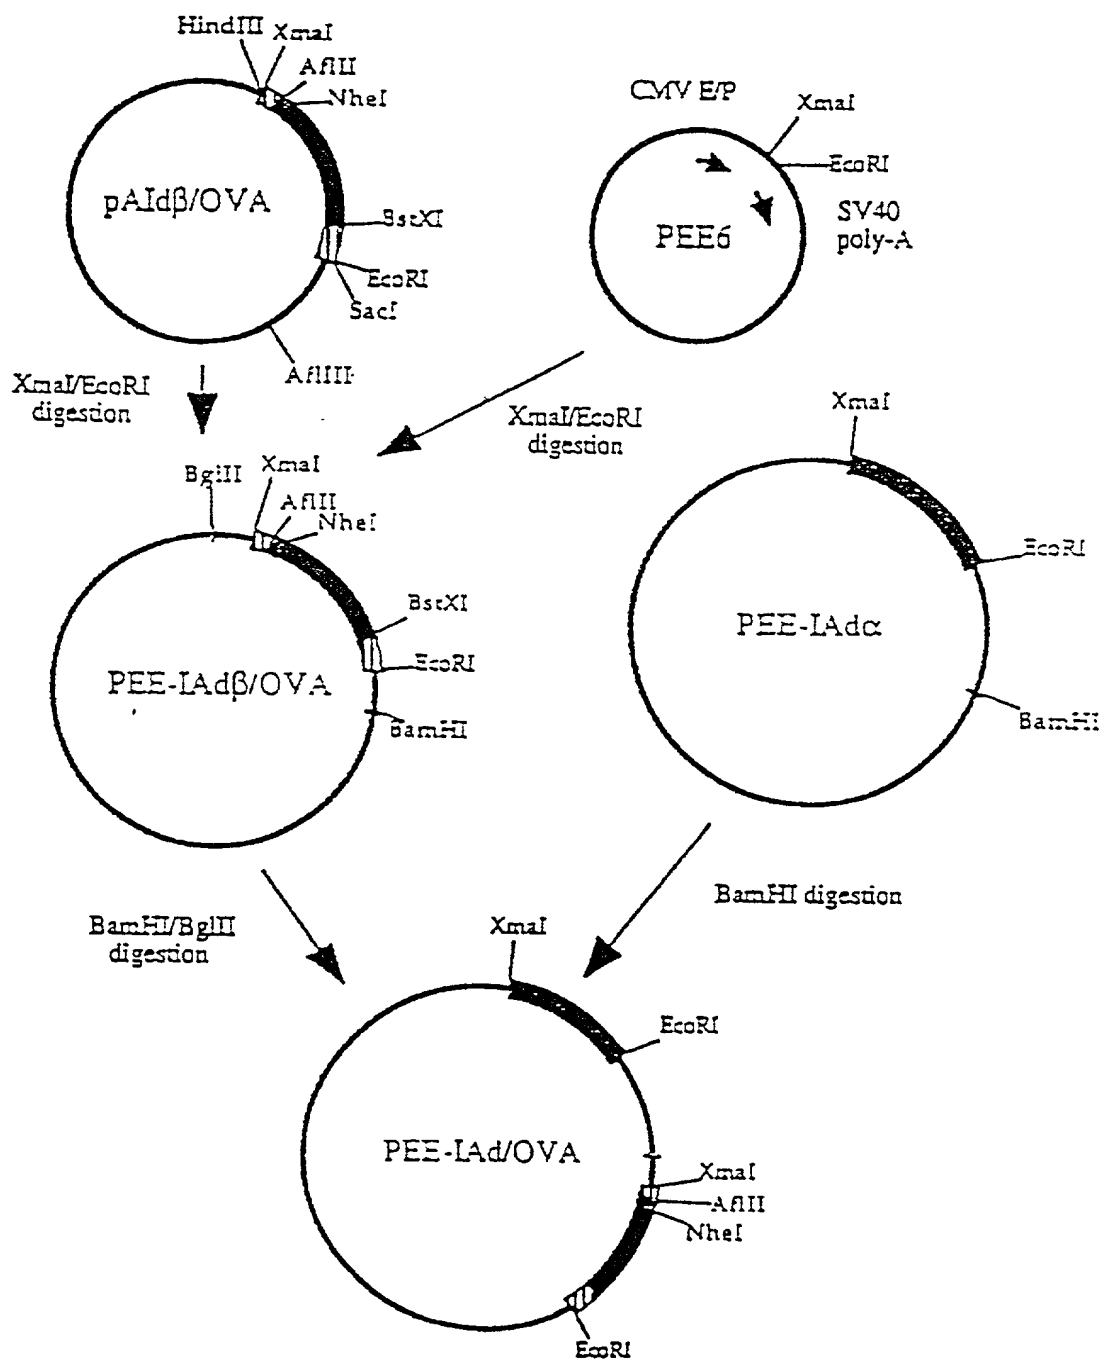 HindIII XmaI
AflII
NheI
pAIdβ/OVA
BstXI
EcoRI
SacI
AflIII
CMV E/P
XmaI
EcoRI
SV40
poly-A
PEE6
XmaI/EcoRI
digestion
XmaI/EcoRI
digestion
BglII
XmaI
AflII
NheI
BstXI
EcoRI
PEE-IAdβ/OVA
BamHI
XmaI
EcoRI
PEE-IAdα
BamHI
BamHI/BglII
digestion
BamHI digestion
XmaI
EcoRI
PEE-IAd/OVA
XmaI
AflII
NheI
EcoRI